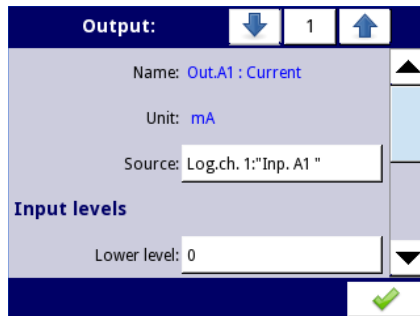 Output: 1
Name: Out.A1 : Current
Unit: mA
Source: Log.ch. 1:"Inp. A1 "
Input levels
Lower level: 0